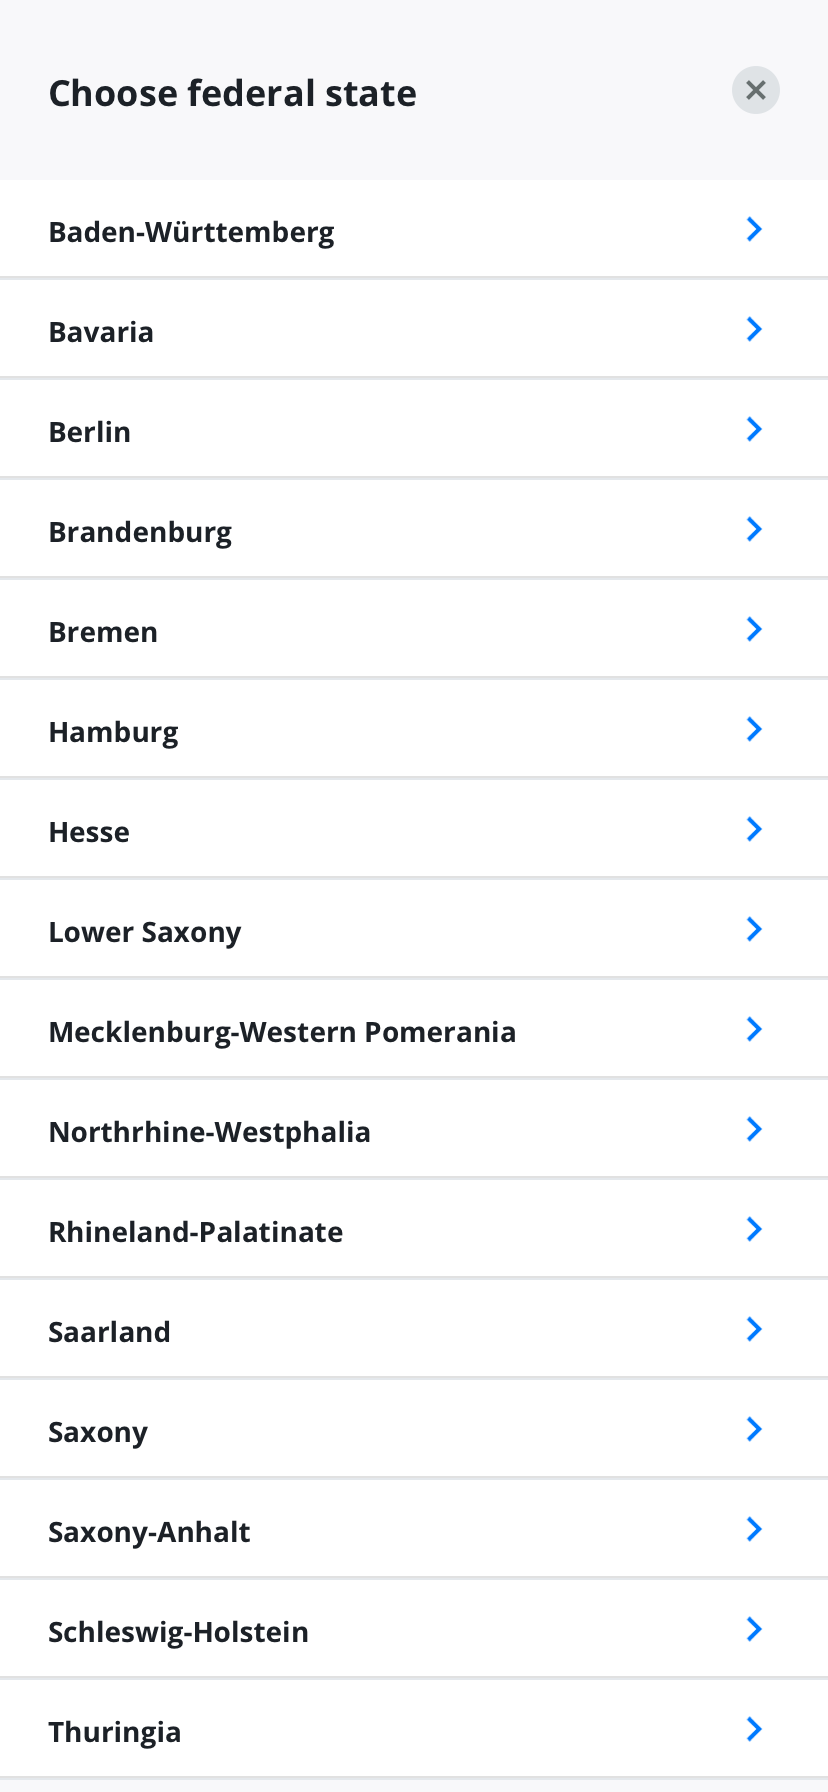 Choose federal state
Baden-Württemberg
Bavaria
Berlin
Brandenburg
Bremen
Hamburg
Hesse
Lower Saxony
Mecklenburg-Western Pomerania
Northrhine-Westphalia
Rhineland-Palatinate
Saarland
Saxony
Saxony-Anhalt
Schleswig-Holstein
Thuringia